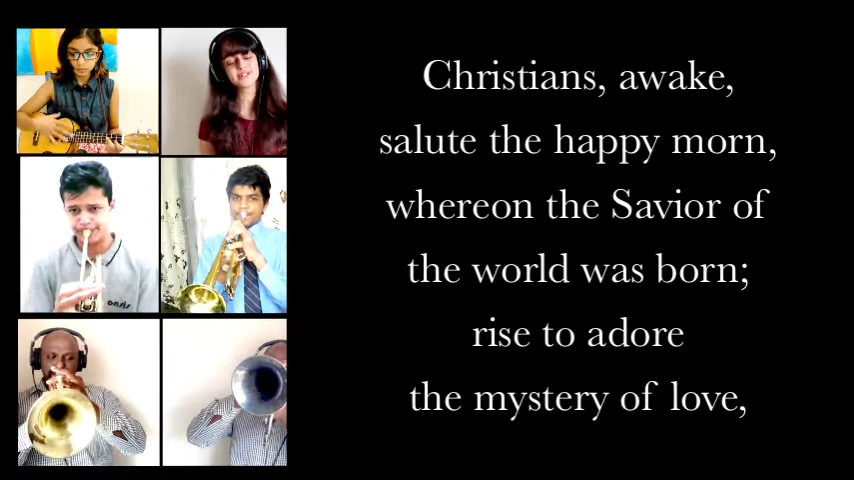 Christians, awake,
salute the happy morn,
whereon the Savior of
the world was born;
rise to adore
the mystery of love,
oasis